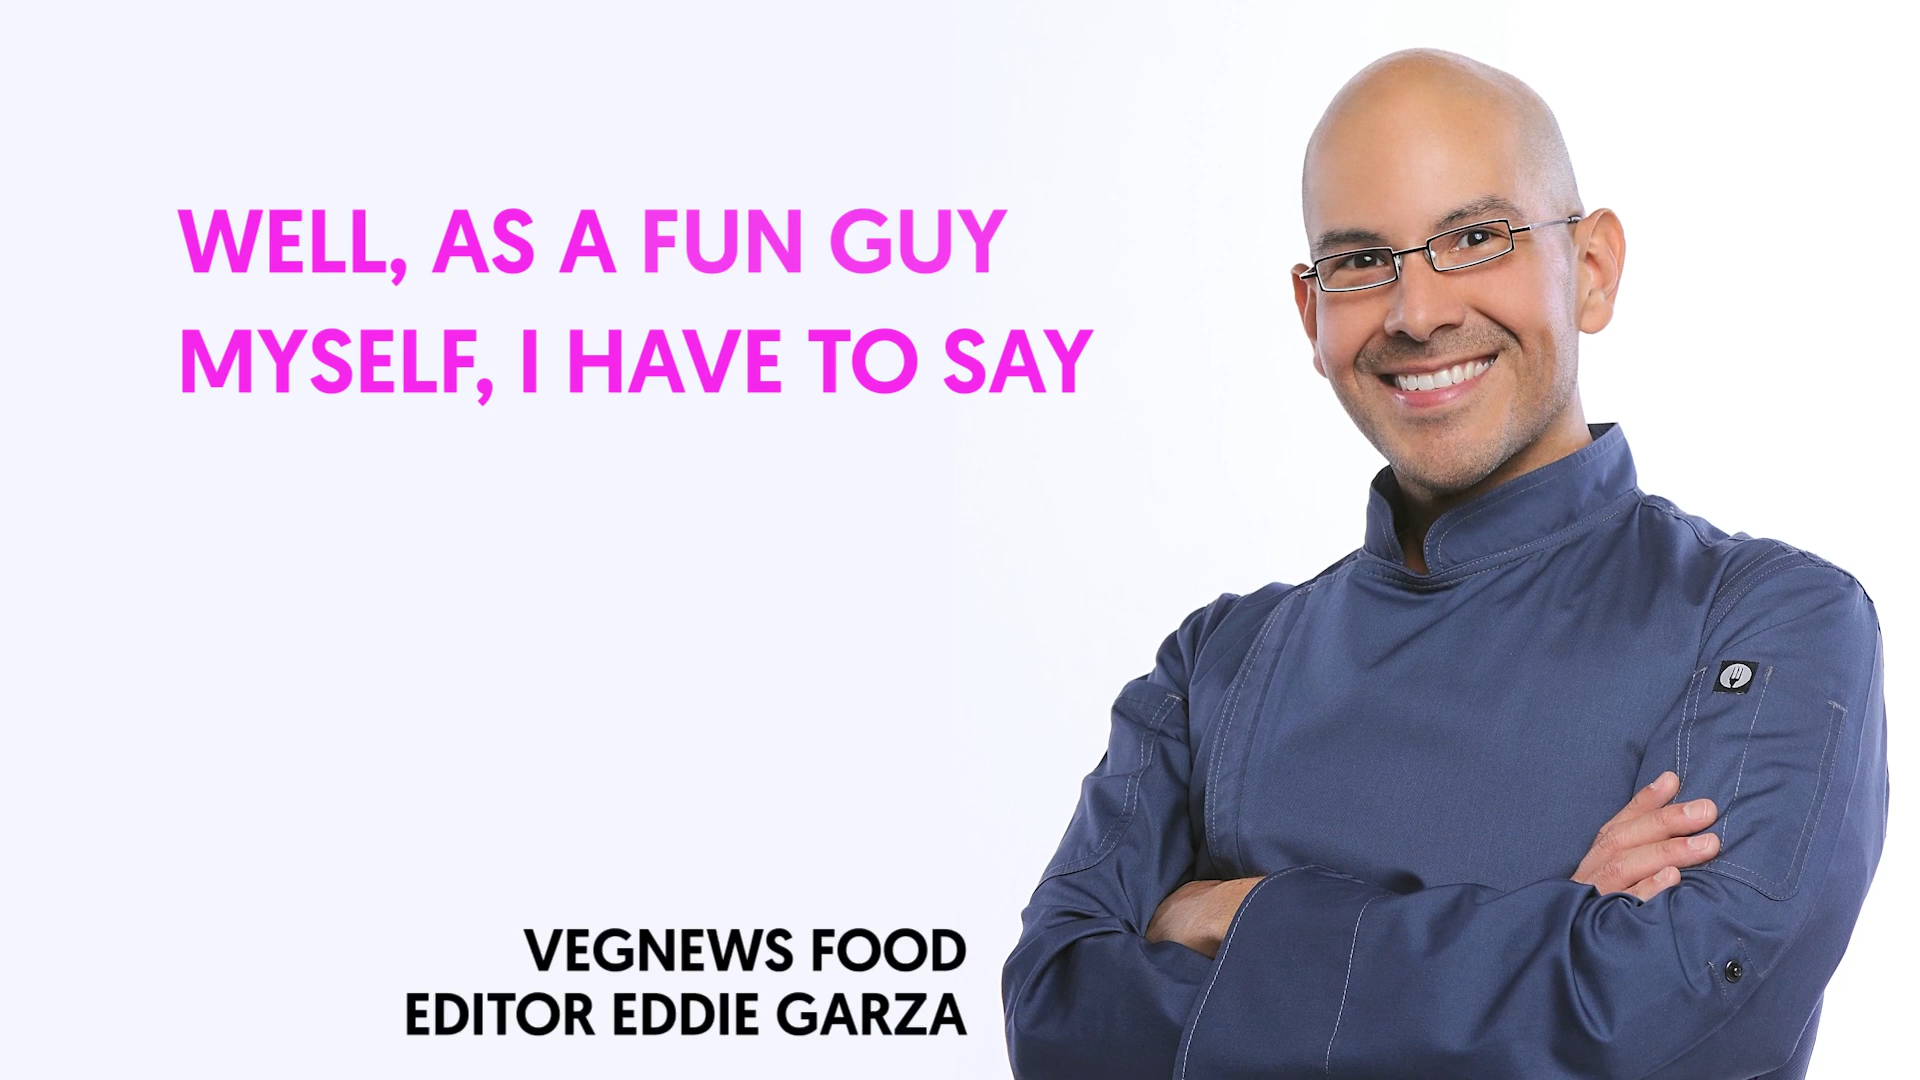 WELL, AS A FUN GUY
MYSELF, I HAVE TO SAY
VEGNEWS FOOD
EDITOR EDDIE GARZA